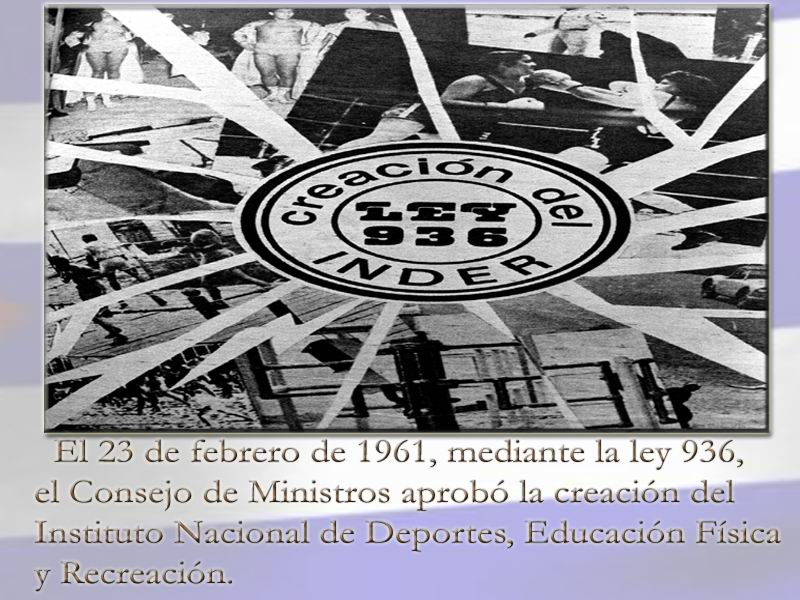 creación del
LEY
936
INDER
El 23 de febrero de 1961, mediante la ley 936,
el Consejo de Ministros aprobó la creación del
Instituto Nacional de Deportes, Educación Física
y Recreación.